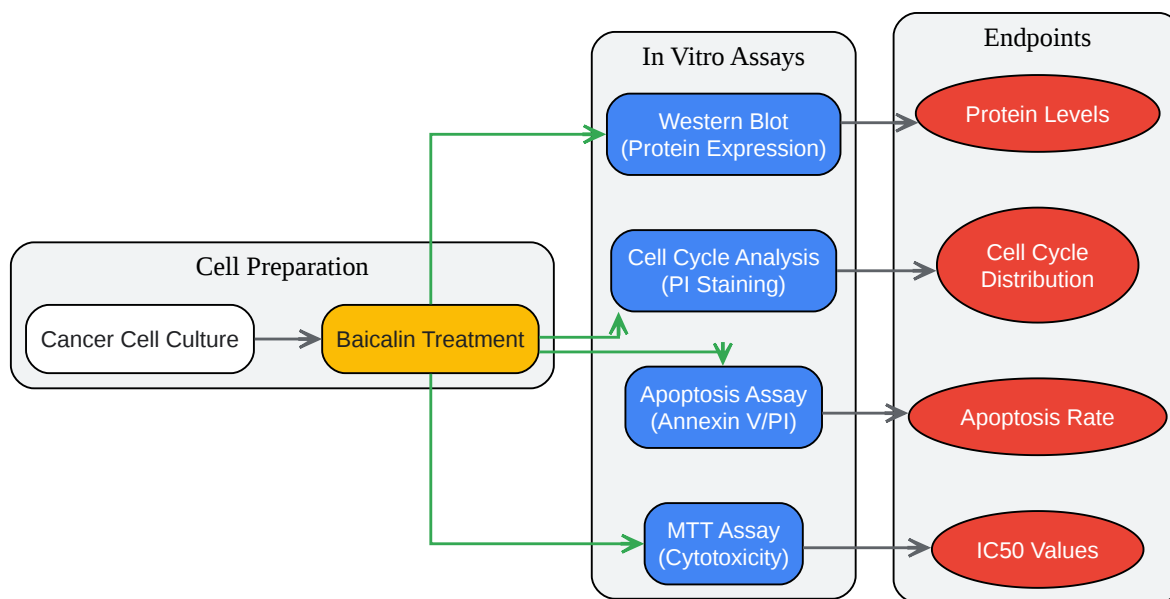 Cell Preparation
Cancer Cell Culture
Baicalin Treatment
In Vitro Assays
Western Blot
(Protein Expression)
Cell Cycle Analysis
(PI Staining)
Apoptosis Assay
(Annexin V/PI)
MTT Assay
(Cytotoxicity)
Endpoints
Protein Levels
Cell Cycle
Distribution
Apoptosis Rate
IC50 Values